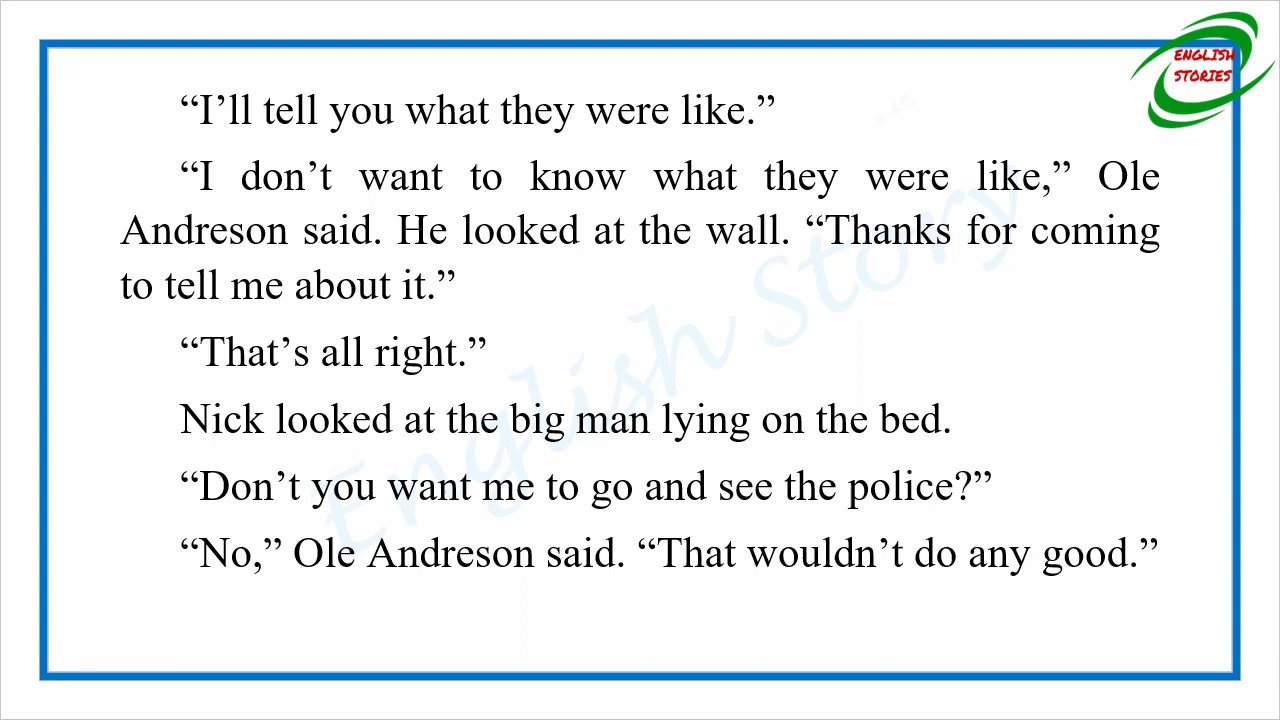 ENGLISH
STORIES
“I’ll tell you what they were like.”
“I don’t want to know what they were like,” Ole
Andreson said. He looked at the wall. “Thanks for coming
to tell me about it.”
“That’s all right.”
Nick looked at the big man lying on the bed.
“Don’t you want me to go and see the police?”
“No,” Ole Andreson said. “That wouldn’t do any good.”
English Story